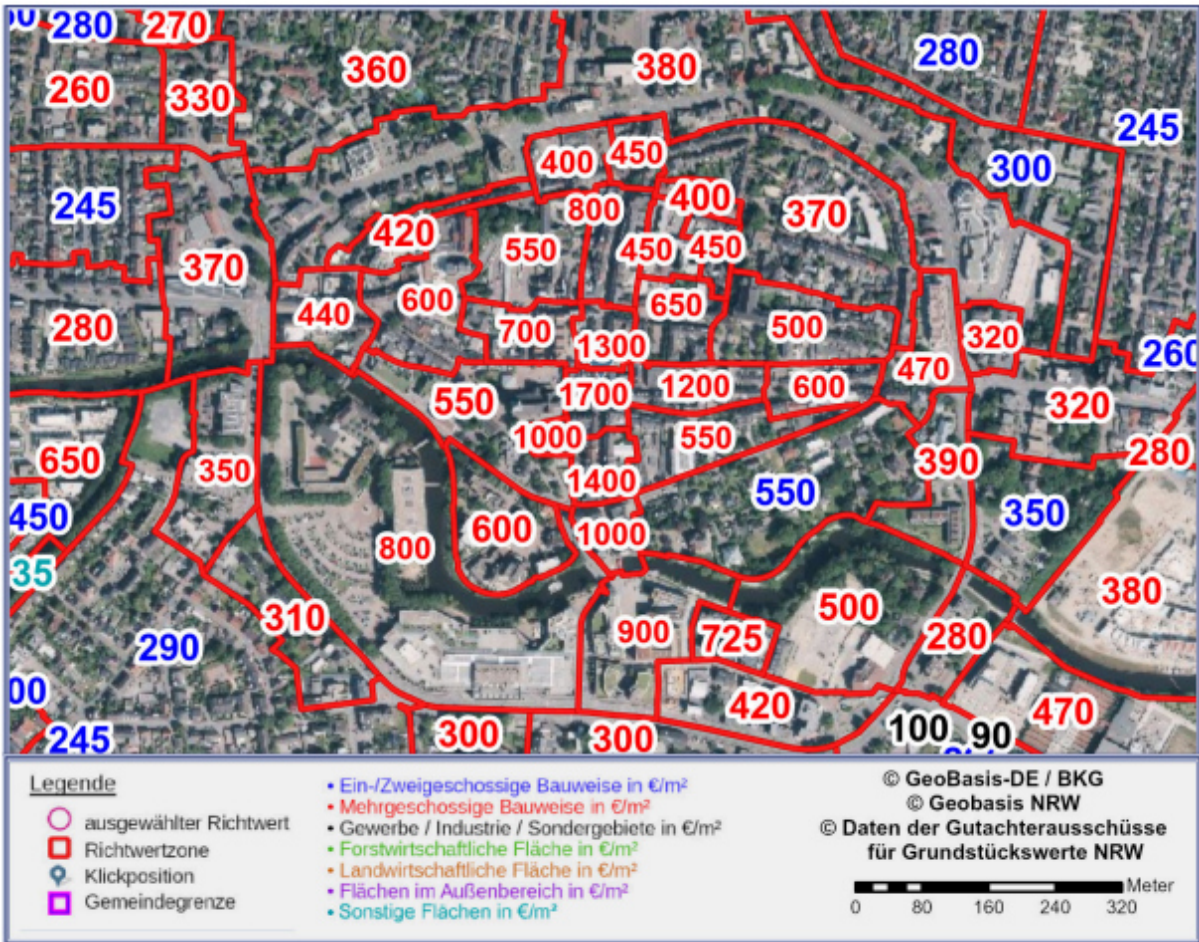 00 280 270
260 330 360 380 280
245
400 450 300
245 800 400 370
420 550 450 450
370
280 440 600 650 500
700 1300 320 260
470
550 1700 1200 600 320
1000 550
650 350 1400 390 280
450 600 1000 550 350
800
35
310 500 380
290 900 725 280
00 420 470
245 300 300 100 90
Legende
ausgewählter Richtwert
Richtwertzone
Klickposition
Gemeindegrenze
• Ein-/Zweigeschossige Bauweise in €/m²
• Mehrgeschossige Bauweise in €/m²
• Gewerbe / Industrie / Sondergebiete in €/m²
• Forstwirtschaftliche Fläche in €/m²
• Landwirtschaftliche Fläche in €/m²
• Flächen im Außenbereich in €/m²
• Sonstige Flächen in €/m²
© GeoBasis-DE / BKG
© Geobasis NRW
© Daten der Gutachterausschüsse
für Grundstückswerte NRW
Meter
0 80 160 240 320